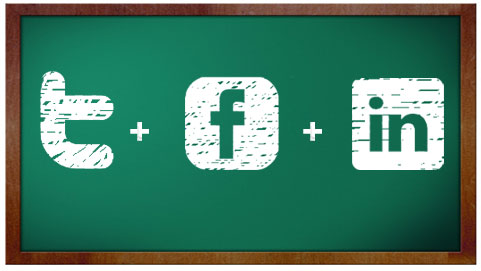 t + f + in